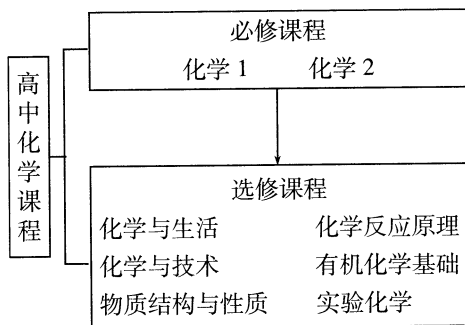 高中化学课程
必修课程
化学 1 化学 2
选修课程
化学与生活 化学反应原理
化学与技术 有机化学基础
物质结构与性质 实验化学